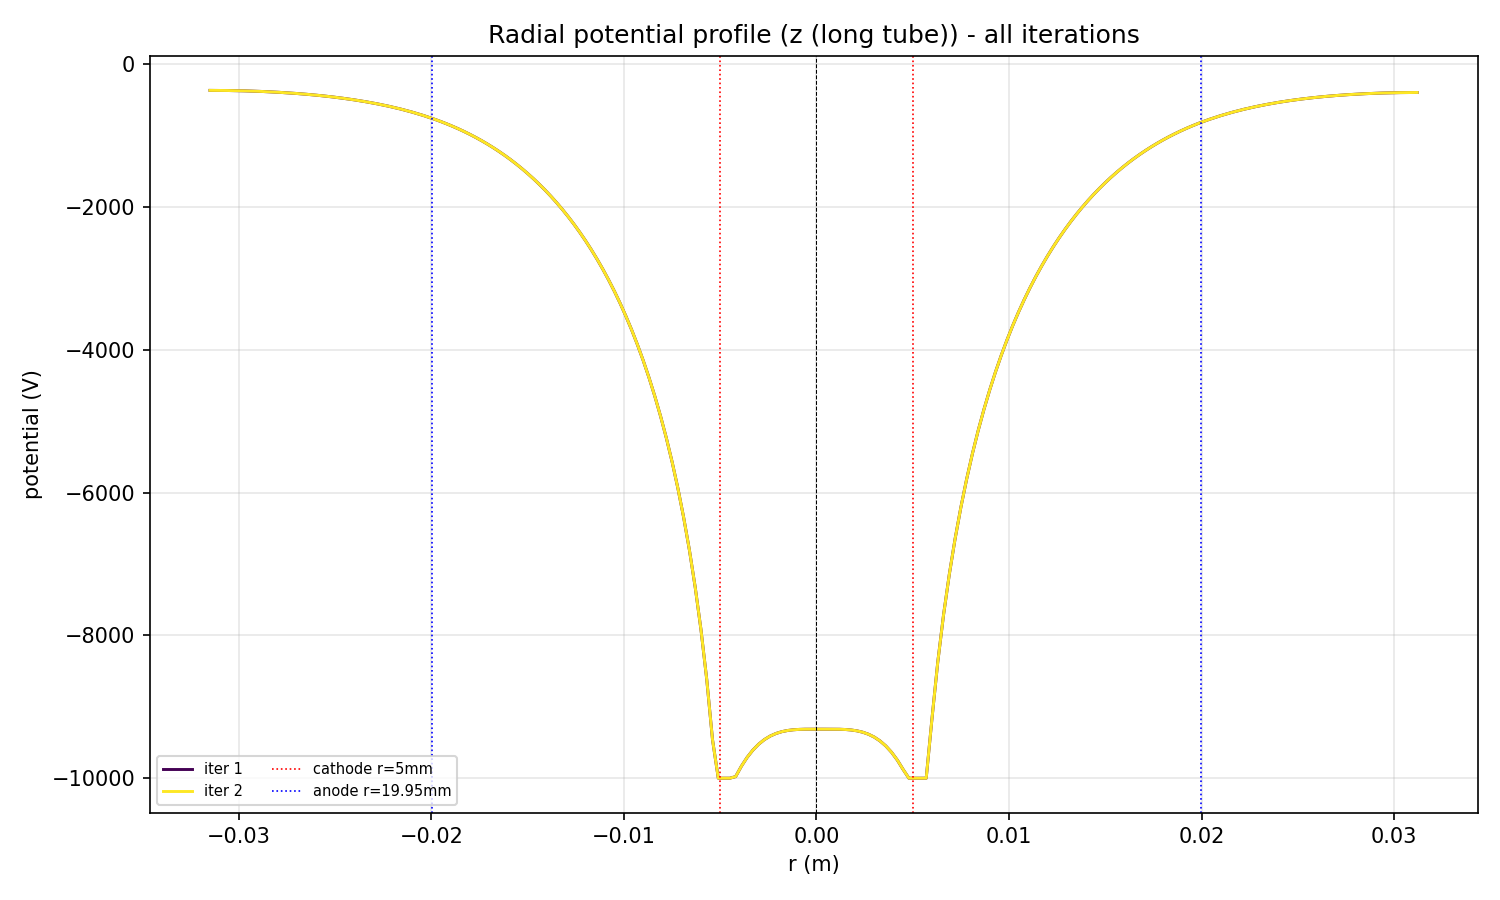 Radial potential profile (z (long tube)) - all iterations
0
−2000
−4000
−6000
−8000
−10000
potential (V)
iter 1
iter 2
cathode r=5mm
anode r=19.95mm
−0.03
−0.02
−0.01
0.00
0.01
0.02
0.03
r (m)